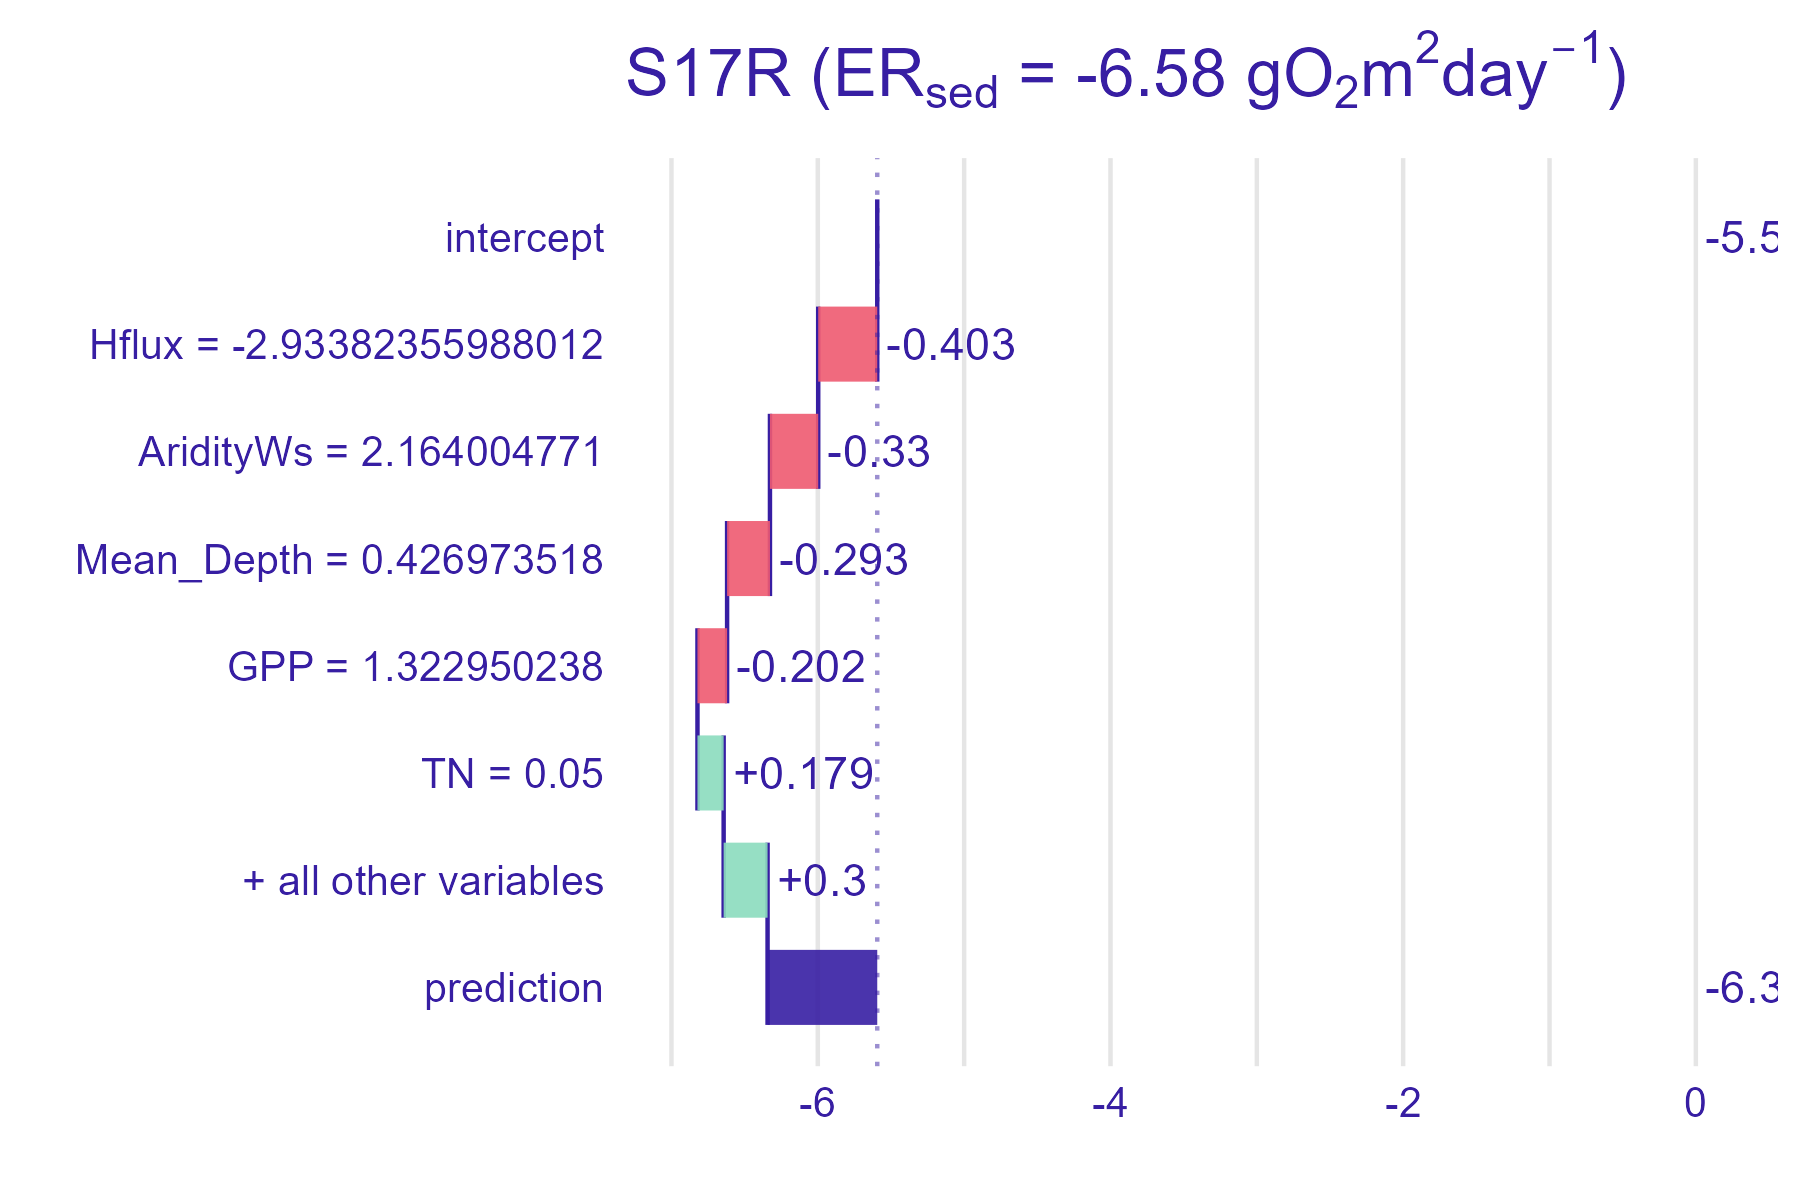 S17R (ERsed = -6.58 gO₂m²day⁻¹)
intercept -5.5
Hflux = -2.93382355988012 -0.403
AridityWs = 2.164004771 -0.33
Mean_Depth = 0.426973518 -0.293
GPP = 1.322950238 -0.202
TN = 0.05 +0.179
+ all other variables +0.3
prediction -6.3
-6 -4 -2 0